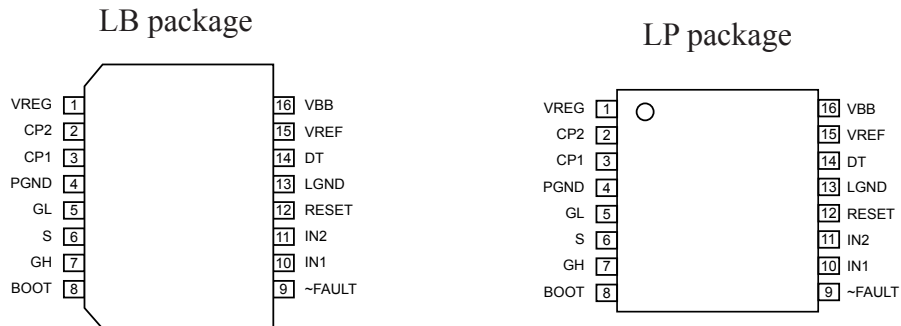 LB package
VREG 1 16 VBB
CP2 2 15 VREF
CP1 3 14 DT
PGND 4 13 LGND
GL 5 12 RESET
S 6 11 IN2
GH 7 10 IN1
BOOT 8 9 ~FAULT
LP package
VREG 1 16 VBB
CP2 2 15 VREF
CP1 3 14 DT
PGND 4 13 LGND
GL 5 12 RESET
S 6 11 IN2
GH 7 10 IN1
BOOT 8 9 ~FAULT